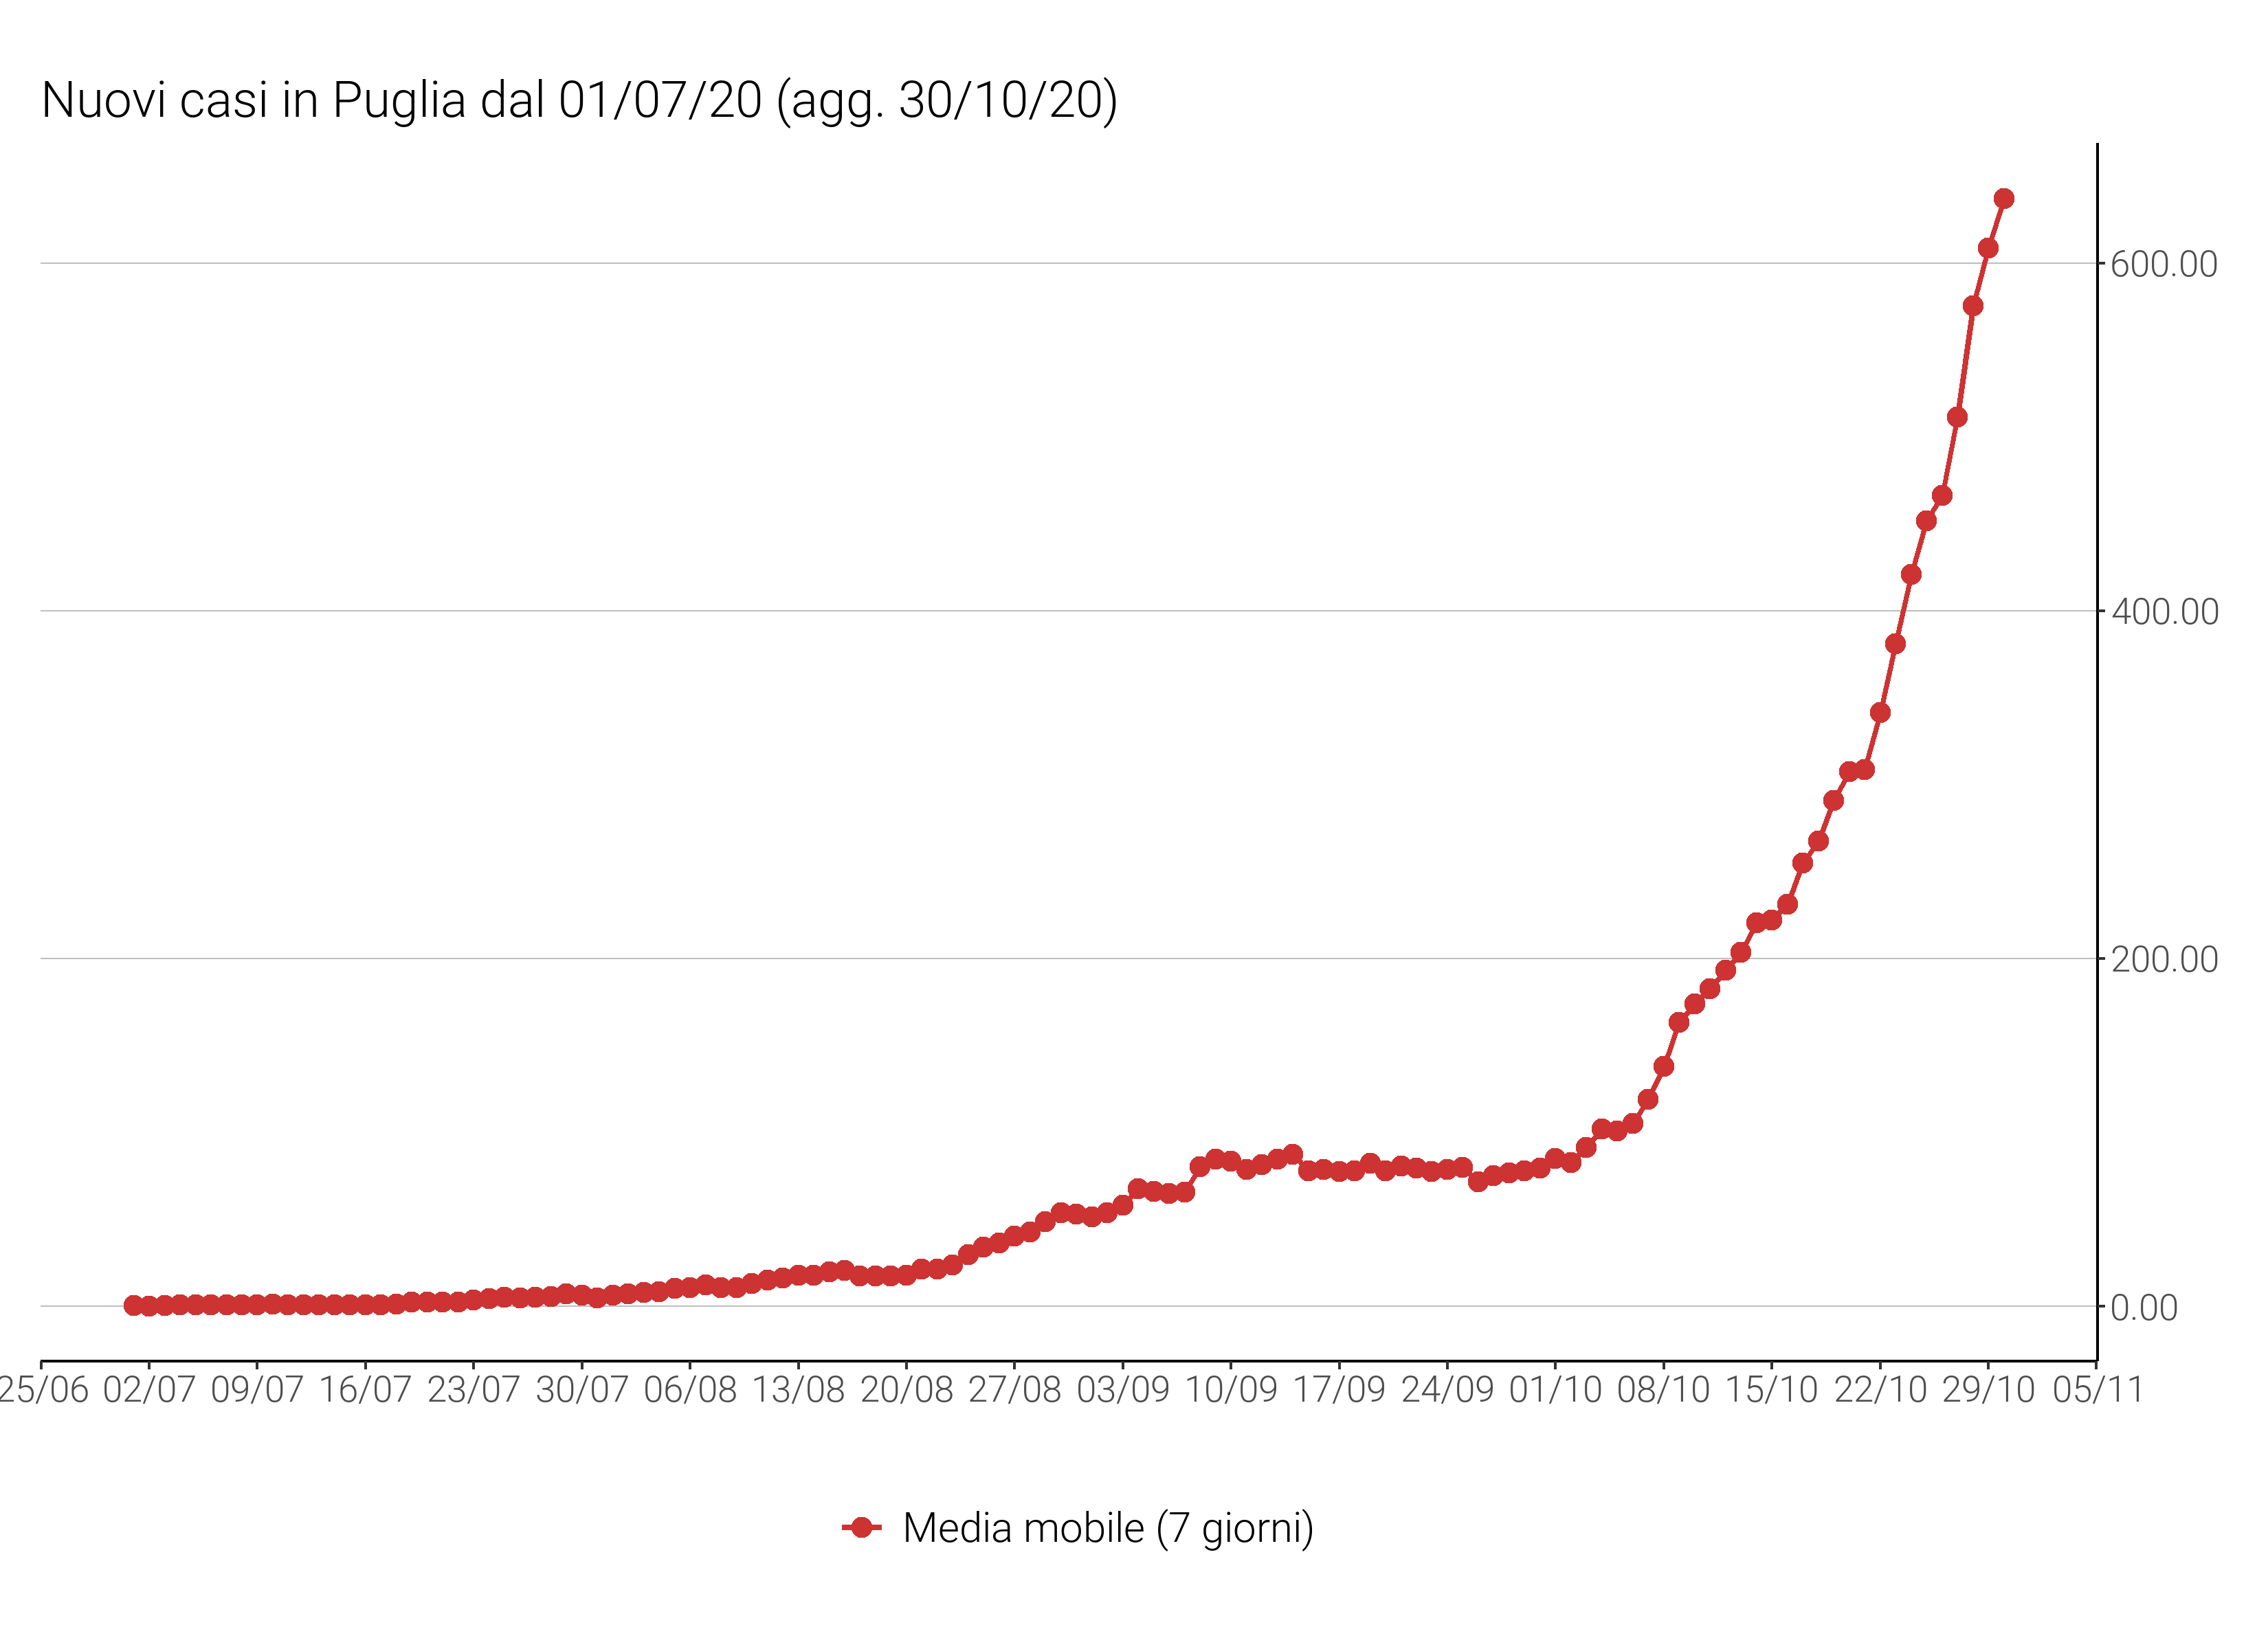 Nuovi casi in Puglia dal 01/07/20 (agg. 30/10/20)
600.00
400.00
200.00
0.00
25/06 02/07 09/07 16/07 23/07 30/07 06/08 13/08 20/08 27/08 03/09 10/09 17/09 24/09 01/10 08/10 15/10 22/10 29/10 05/11
Media mobile (7 giorni)